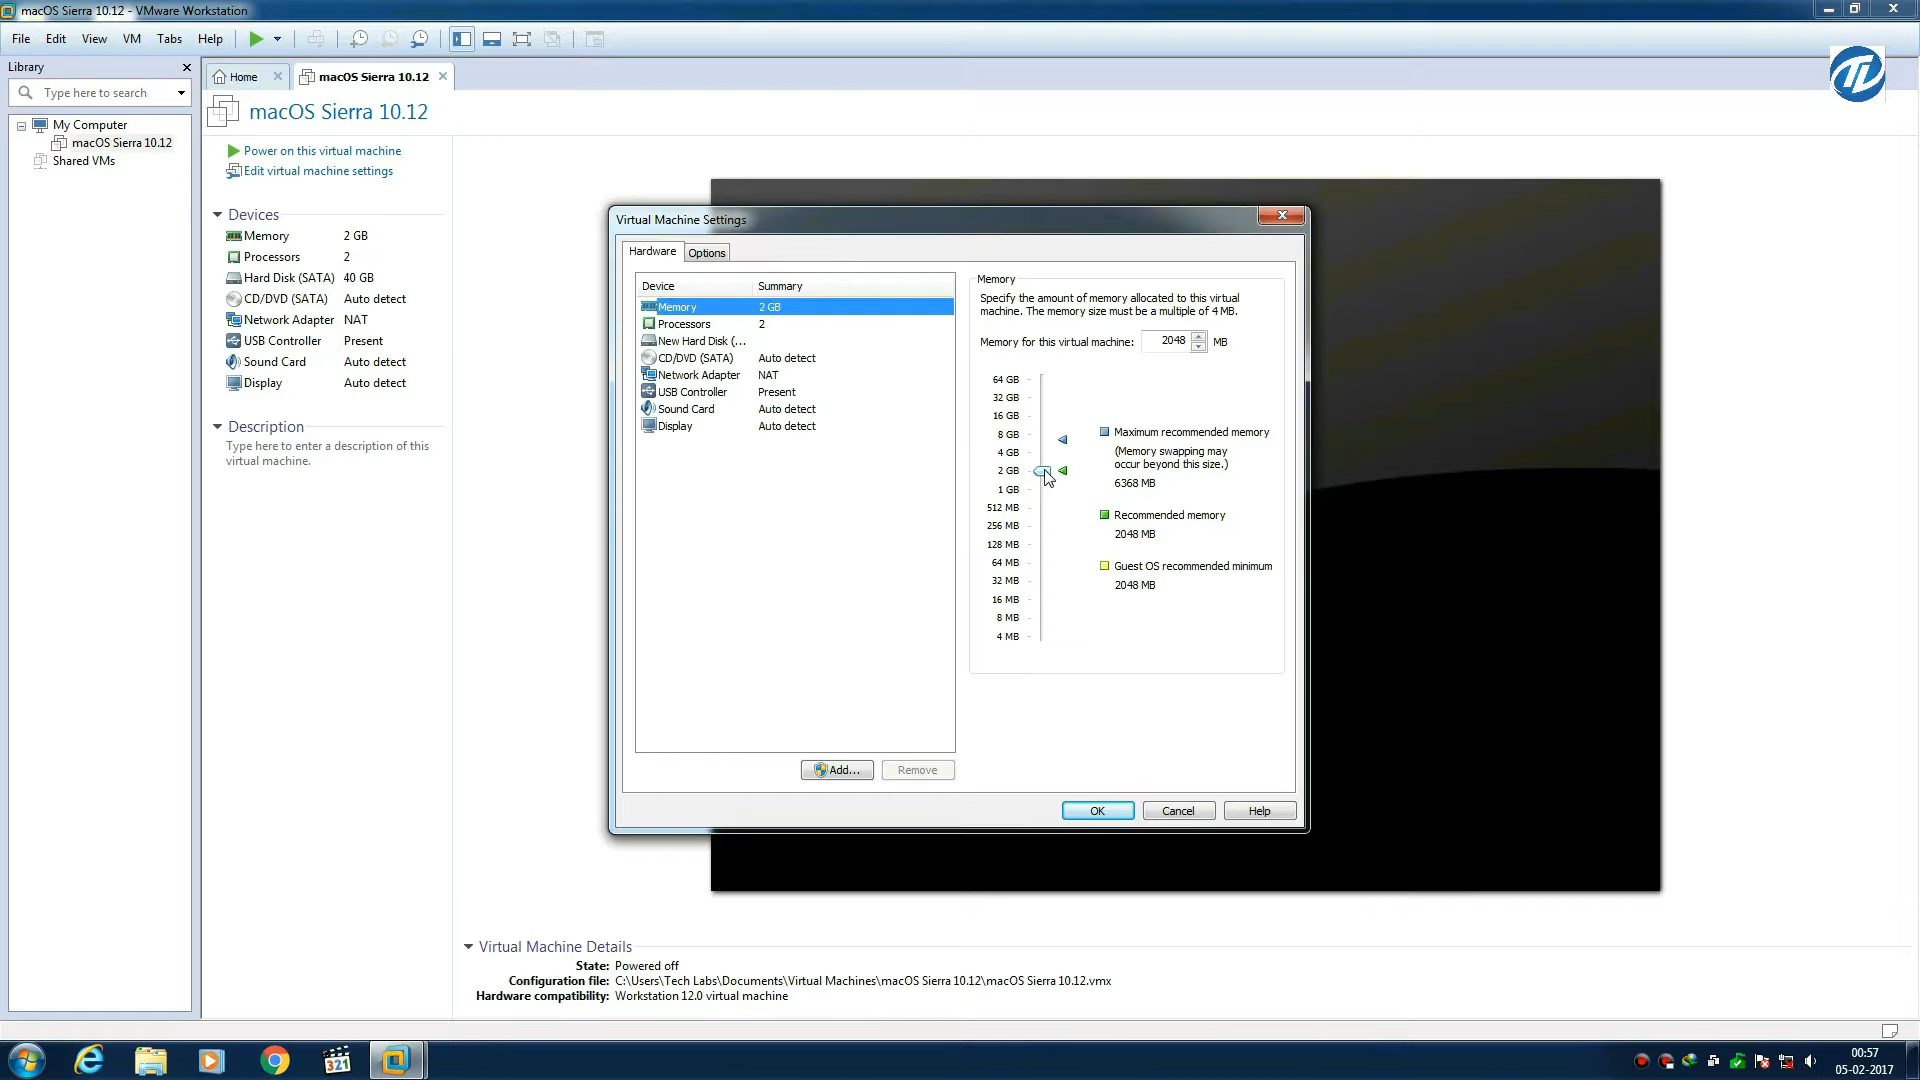 macOS Sierra 10.12 - VMware Workstation
File Edit View VM Tabs Help
Library
Type here to search
My Computer
macOS Sierra 10.12
Shared VMs
Home
macOS Sierra 10.12
macOS Sierra 10.12
Power on this virtual machine
Edit virtual machine settings
Devices
Memory 2 GB
Processors 2
Hard Disk (SATA) 40 GB
CD/DVD (SATA) Auto detect
Network Adapter NAT
USB Controller Present
Sound Card Auto detect
Display Auto detect
Description
Type here to enter a description of this
virtual machine.
Virtual Machine Settings
Hardware Options
Device Summary
Memory 2 GB
Processors 2
New Hard Disk (...
CD/DVD (SATA) Auto detect
Network Adapter NAT
USB Controller Present
Sound Card Auto detect
Display Auto detect
Add... Remove
Memory
Specify the amount of memory allocated to this virtual
machine. The memory size must be a multiple of 4 MB.
Memory for this virtual machine: 2048 MB
64 GB
32 GB
16 GB
8 GB
4 GB
2 GB
1 GB
512 MB
256 MB
128 MB
64 MB
32 MB
16 MB
8 MB
4 MB
Maximum recommended memory
(Memory swapping may
occur beyond this size.)
6368 MB
Recommended memory
2048 MB
Guest OS recommended minimum
2048 MB
OK Cancel Help
Virtual Machine Details
State: Powered off
Configuration file: C:\Users\Tech Labs\Documents\Virtual Machines\macOS Sierra 10.12\macOS Sierra 10.12.vmx
Hardware compatibility: Workstation 12.0 virtual machine
321
00:57
05-02-2017